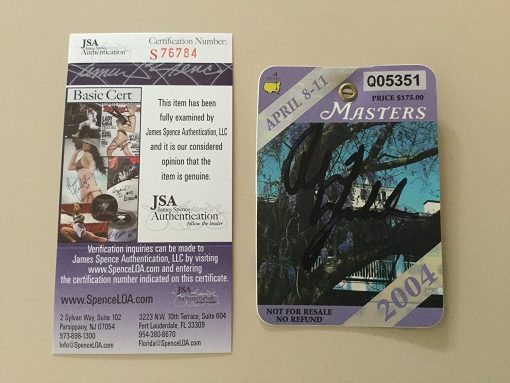 JSA
James Spence
Authentication
Certification Number:
S 76784
James Spence
Basic Cert
This item has been
fully examined by
James Spence Authentication, LLC
and it is our considered
opinion that the
item is genuine.
JSA
Authentication
follow the leader
Verification inquiries can be made to
James Spence Authentication, LLC by visiting
www.SpenceLOA.com and entering
the certification number indicated on this certificate.
www.SpenceLOA.com
JSA
2 Sylvan Way, Suite 102
Parsippany, NJ 07054
973-898-1300
Info@SpenceLOA.com
3223 N.W. 10th Terrace, Suite 604
Fort Lauderdale, FL 33309
954-380-8670
Florida@SpenceLOA.com
APRIL 8-11
Q05351
PRICE $175.00
MASTERS
2004
NOT FOR RESALE
NO REFUND